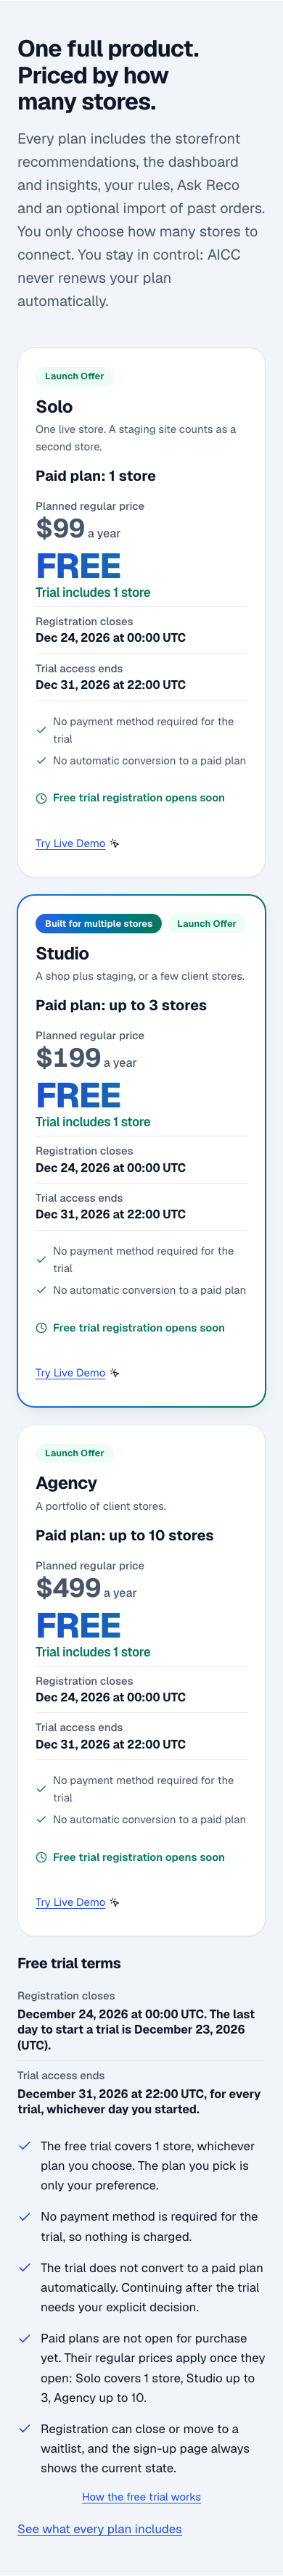 One full product.
Priced by how
many stores.
Every plan includes the storefront
recommendations, the dashboard
and insights, your rules, Ask Reco
and an optional import of past orders.
You only choose how many stores to
connect. You stay in control: AICC
never renews your plan
automatically.
Launch Offer
Solo
One live store. A staging site counts as a
second store.
Paid plan: 1 store
Planned regular price
$99 a year
FREE
Trial includes 1 store
Registration closes
Dec 24, 2026 at 00:00 UTC
Trial access ends
Dec 31, 2026 at 22:00 UTC
No payment method required for the
trial
No automatic conversion to a paid plan
Free trial registration opens soon
Try Live Demo
Built for multiple stores Launch Offer
Studio
A shop plus staging, or a few client stores.
Paid plan: up to 3 stores
Planned regular price
$199 a year
FREE
Trial includes 1 store
Registration closes
Dec 24, 2026 at 00:00 UTC
Trial access ends
Dec 31, 2026 at 22:00 UTC
No payment method required for the
trial
No automatic conversion to a paid plan
Free trial registration opens soon
Try Live Demo
Launch Offer
Agency
A portfolio of client stores.
Paid plan: up to 10 stores
Planned regular price
$499 a year
FREE
Trial includes 1 store
Registration closes
Dec 24, 2026 at 00:00 UTC
Trial access ends
Dec 31, 2026 at 22:00 UTC
No payment method required for the
trial
No automatic conversion to a paid plan
Free trial registration opens soon
Try Live Demo
Free trial terms
Registration closes
December 24, 2026 at 00:00 UTC. The last
day to start a trial is December 23, 2026
(UTC).
Trial access ends
December 31, 2026 at 22:00 UTC, for every
trial, whichever day you started.
The free trial covers 1 store, whichever
plan you choose. The plan you pick is
only your preference.
No payment method is required for the
trial, so nothing is charged.
The trial does not convert to a paid plan
automatically. Continuing after the trial
needs your explicit decision.
Paid plans are not open for purchase
yet. Their regular prices apply once they
open: Solo covers 1 store, Studio up to
3, Agency up to 10.
Registration can close or move to a
waitlist, and the sign-up page always
shows the current state.
How the free trial works
See what every plan includes